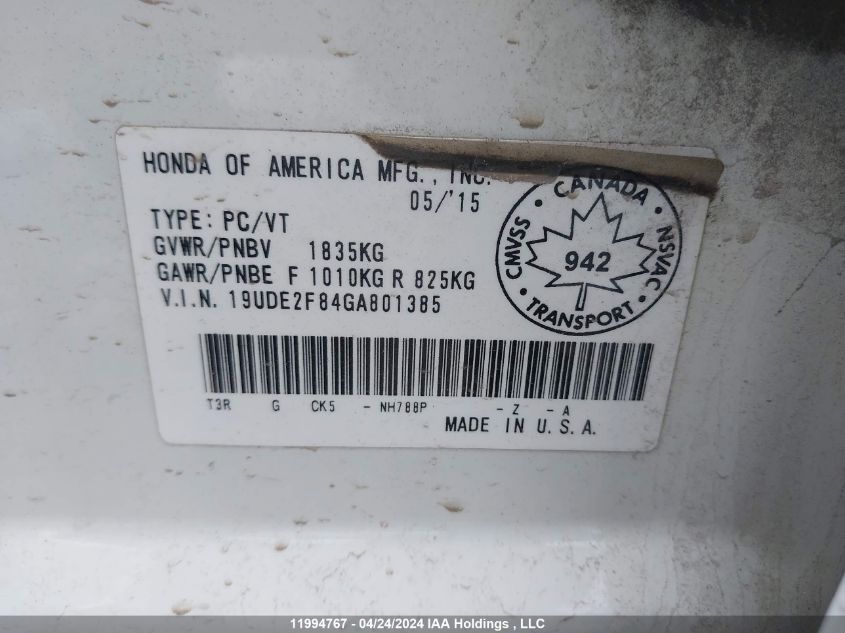 HONDA OF AMERICA MFG., INC.
05/'15
TYPE: PC/VT
GVWR/PNBV 1835KG
GAWR/PNBE F 1010KG R 825KG
V.I.N. 19UDE2F84GA801385
CANADA
CMVSS
NSVAC
942
TRANSPORT
T3R G CK5 - NH788P - Z - A
MADE IN U.S.A.
11994767 - 04/24/2024 IAA Holdings , LLC